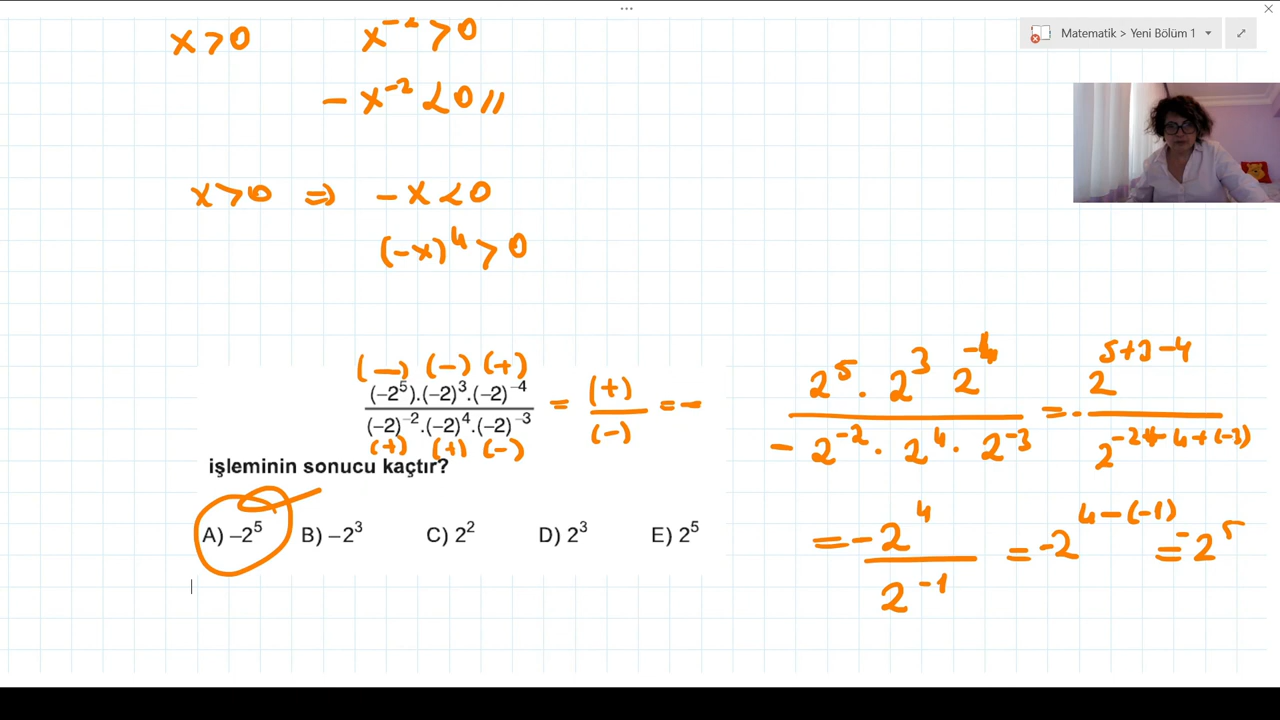 ...
Matematik > Yeni Bölüm 1
x > 0 x⁻² > 0
- x⁻² < 0 //
x > 0 ⇒ - x < 0
(-x)⁴ > 0
(-) (-) (+)
(-2⁵).(-2)³.(-2)⁻⁴ / (-2)⁻².(-2)⁴.(-2)⁻³ = (+) / (-) = -
(+) (+) (-)
2⁵ . 2³ 2⁻⁴ / - 2⁻² . 2⁴ . 2⁻³ = - 2⁵⁺³⁻⁴ / 2⁻²⁺⁴⁺⁽⁻³⁾
işleminin sonucu kaçtır?
A) –2⁵ B) –2³ C) 2² D) 2³ E) 2⁵
= - 2⁴ / 2⁻¹ = -2⁴⁻⁽⁻¹⁾ = -2⁵